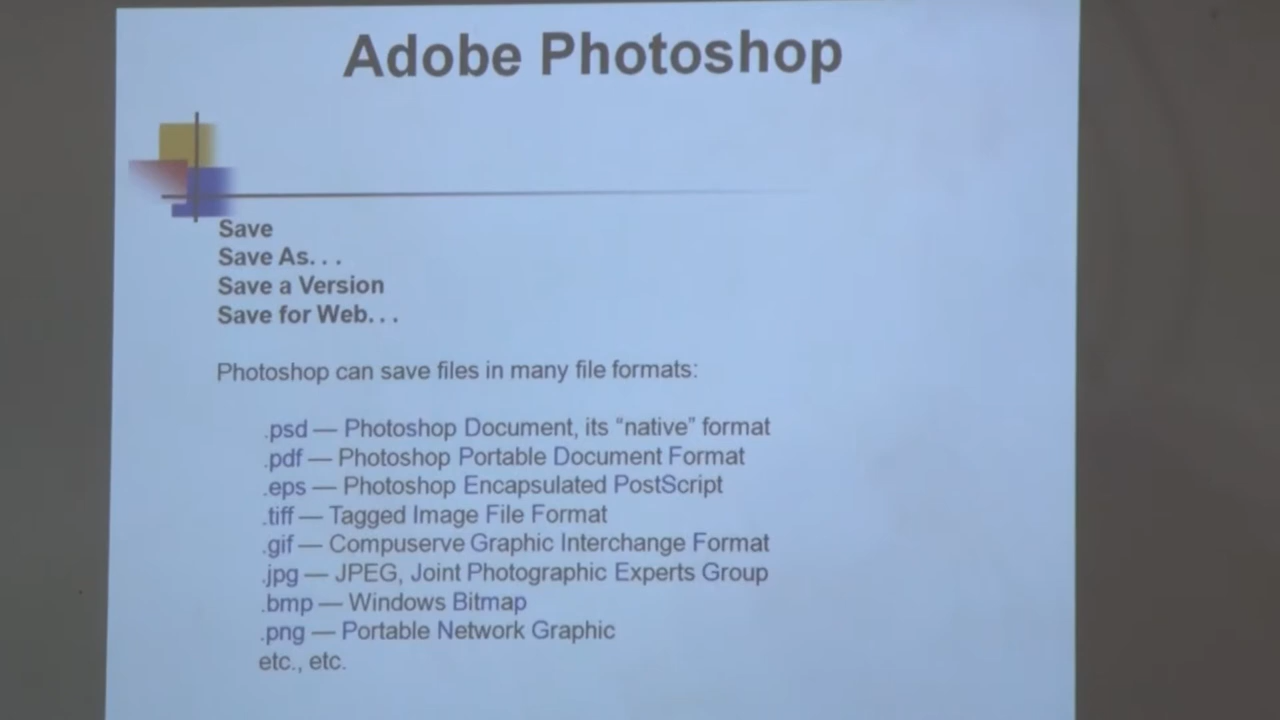 Adobe Photoshop
Save
Save As. . .
Save a Version
Save for Web. . .
Photoshop can save files in many file formats:
.psd — Photoshop Document, its “native” format
.pdf — Photoshop Portable Document Format
.eps — Photoshop Encapsulated PostScript
.tiff — Tagged Image File Format
.gif — Compuserve Graphic Interchange Format
.jpg — JPEG, Joint Photographic Experts Group
.bmp — Windows Bitmap
.png — Portable Network Graphic
etc., etc.